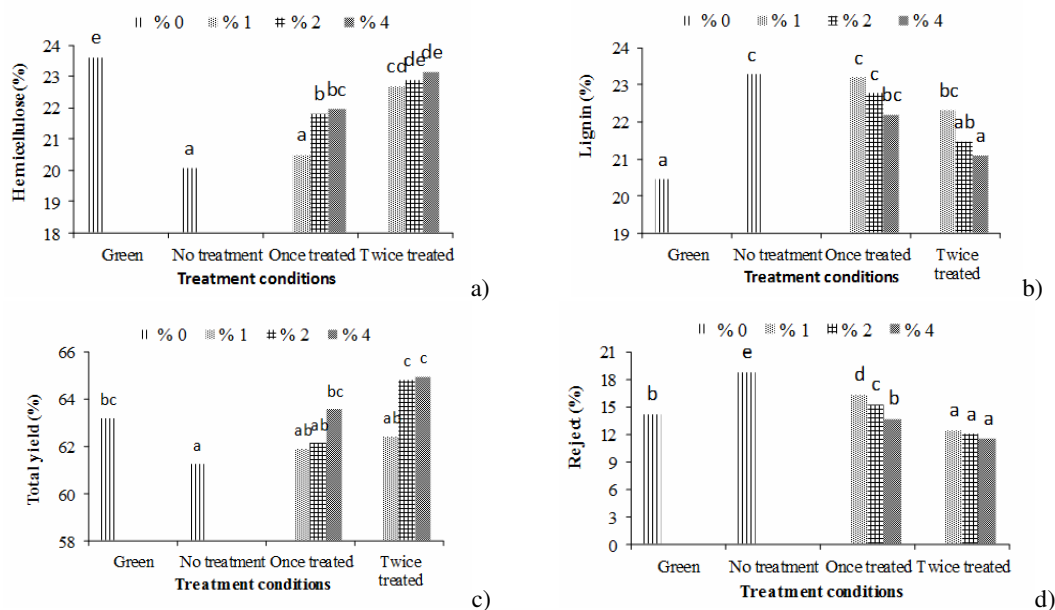 % 0 % 1 % 2 % 4
e
a
a
b
bc
cd
de
de
24
23
22
21
20
19
18
Hemicellulose (%)
Green No treatment Once treated Twice treated
Treatment conditions
a)
% 0 % 1 % 2 % 4
a
c
c
c
bc
bc
ab
a
24
23
22
21
20
19
Lignin (%)
Green No treatment Once treated Twice
treated
Treatment conditions
b)
% 0 % 1 % 2 % 4
bc
a
ab
ab
bc
ab
c
c
66
64
62
60
58
Total yield (%)
Green No treatment Once treated Twice
treated
Treatment conditions
c)
% 0 % 1 % 2 % 4
b
e
d
c
b
a
a
a
21
18
15
12
9
6
3
0
Reject (%)
Green No treatment Once treated Twice treated
Treatment conditions
d)